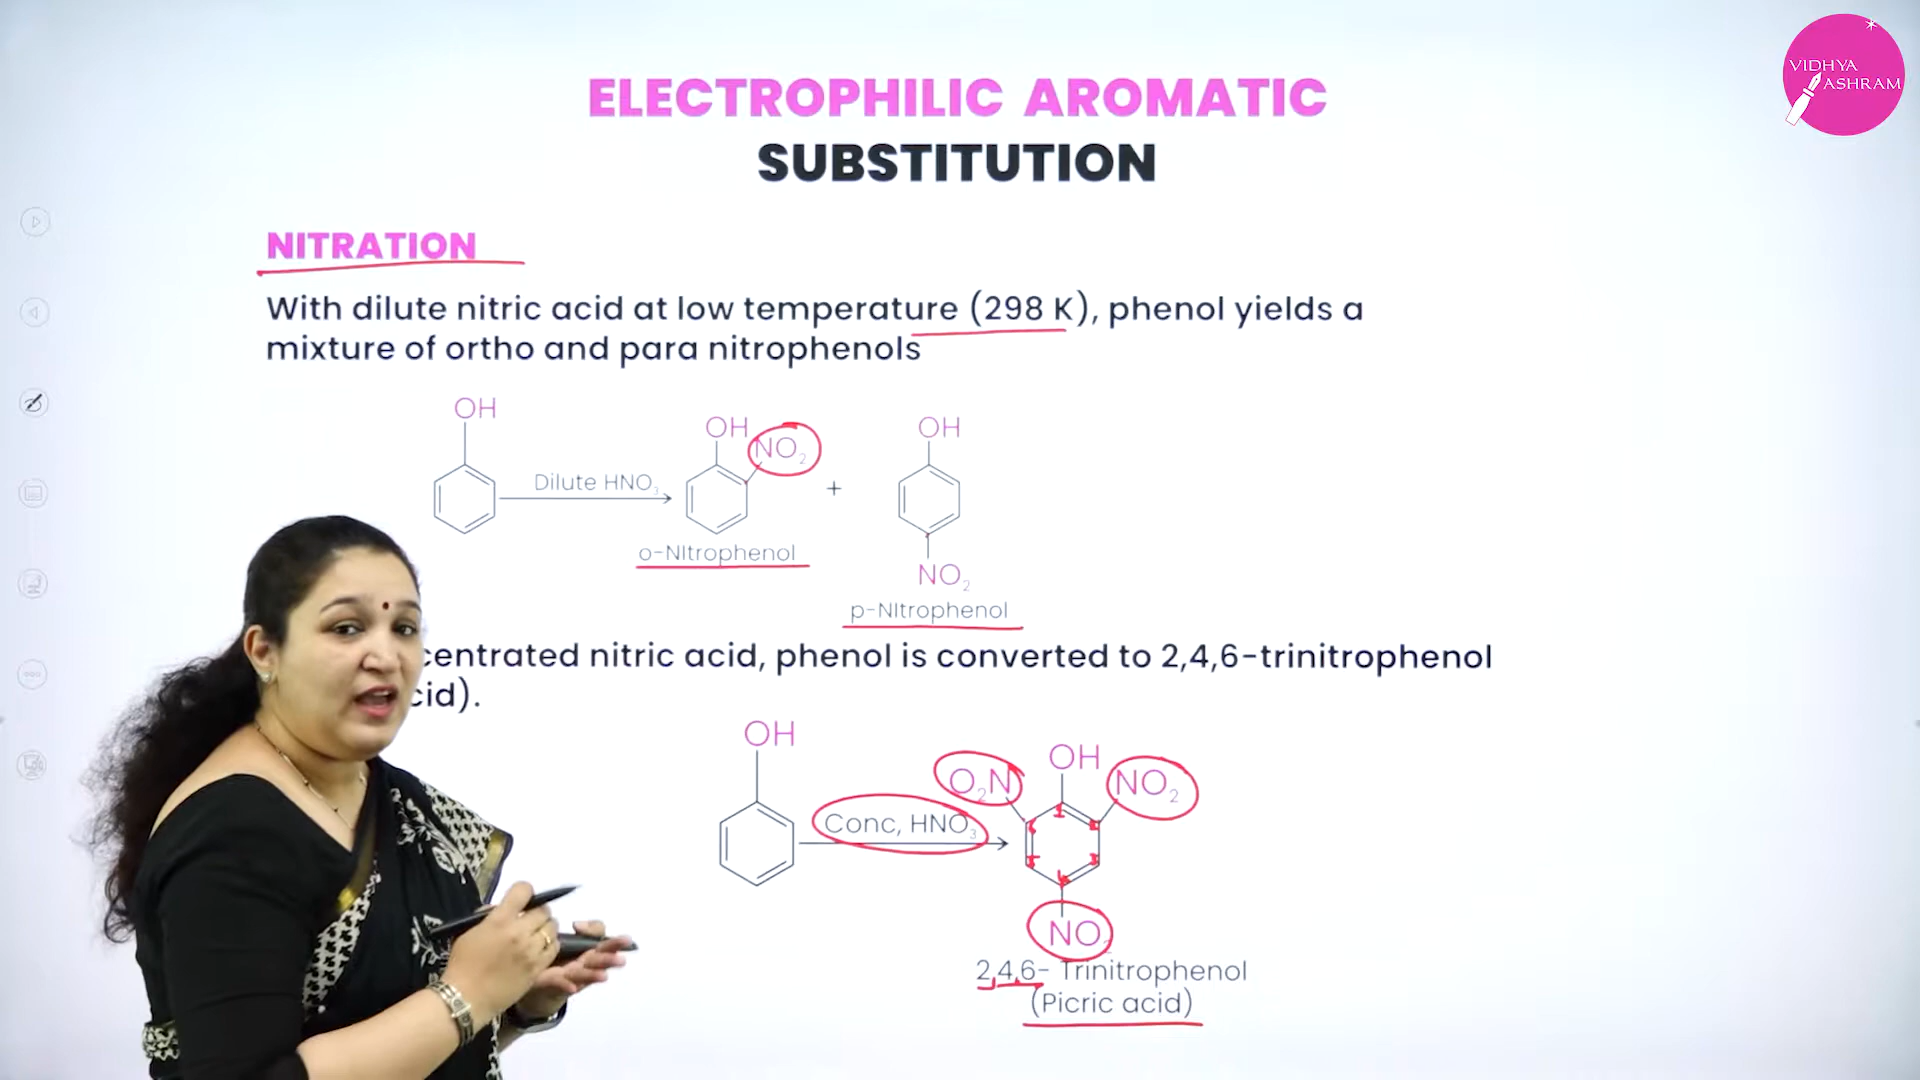 VIDHYA
ASHRAM
ELECTROPHILIC AROMATIC
SUBSTITUTION
NITRATION
With dilute nitric acid at low temperature (298 K), phenol yields a
mixture of ortho and para nitrophenols
OH
Dilute HNO₃
OH
NO₂
o-NItrophenol
+
OH
NO₂
p-NItrophenol
centrated nitric acid, phenol is converted to 2,4,6-trinitrophenol
cid).
OH
Conc, HNO₃
O₂N
OH
NO₂
NO₂
2,4,6- Trinitrophenol
(Picric acid)